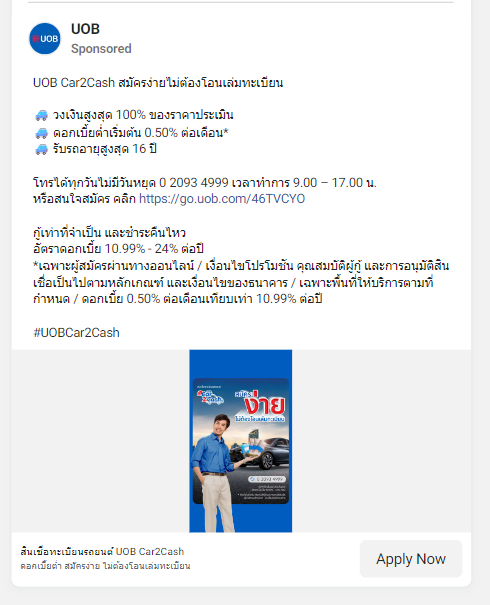 UOB
UOB
Sponsored
UOB Car2Cash สมัครง่ายไม่ต้องโอนเล่มทะเบียน
วงเงินสูงสุด 100% ของราคาประเมิน
ดอกเบี้ยต่ำเริ่มต้น 0.50% ต่อเดือน*
รับรถอายุสูงสุด 16 ปี
โทรได้ทุกวันไม่มีวันหยุด 0 2093 4999 เวลาทำการ 9.00 – 17.00 น.
หรือสนใจสมัคร คลิก https://go.uob.com/46TVCYO
กู้เท่าที่จำเป็น และชำระคืนไหว
อัตราดอกเบี้ย 10.99% - 24% ต่อปี
*เฉพาะผู้สมัครผ่านทางออนไลน์ / เงื่อนไขโปรโมชัน คุณสมบัติผู้กู้ และการอนุมัติสิน
เชื่อเป็นไปตามหลักเกณฑ์ และเงื่อนไขของธนาคาร / เฉพาะพื้นที่ให้บริการตามที่
กำหนด / ดอกเบี้ย 0.50% ต่อเดือนเทียบเท่า 10.99% ต่อปี
#UOBCar2Cash
สมัคร
ง่าย
ไม่ต้องโอนเล่มทะเบียน
0 2093 4999
สินเชื่อทะเบียนรถยนต์ UOB Car2Cash
ดอกเบี้ยต่ำ สมัครง่าย ไม่ต้องโอนเล่มทะเบียน
Apply Now